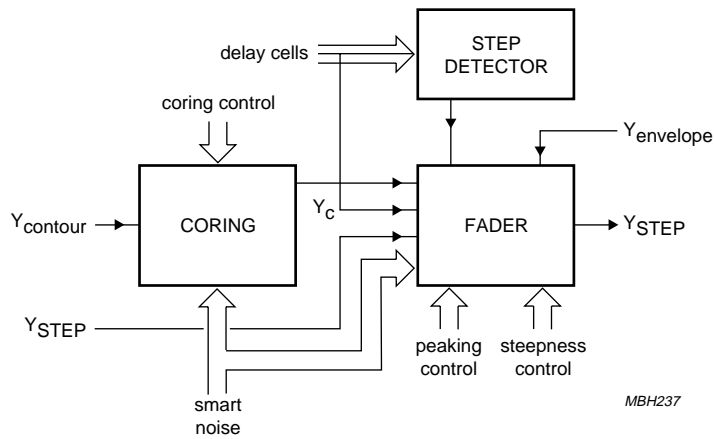 STEP
DETECTOR
delay cells
coring control
Yenvelope
Ycontour
CORING
YC
FADER
YSTEP
YSTEP
peaking
control
steepness
control
smart
noise
MBH237